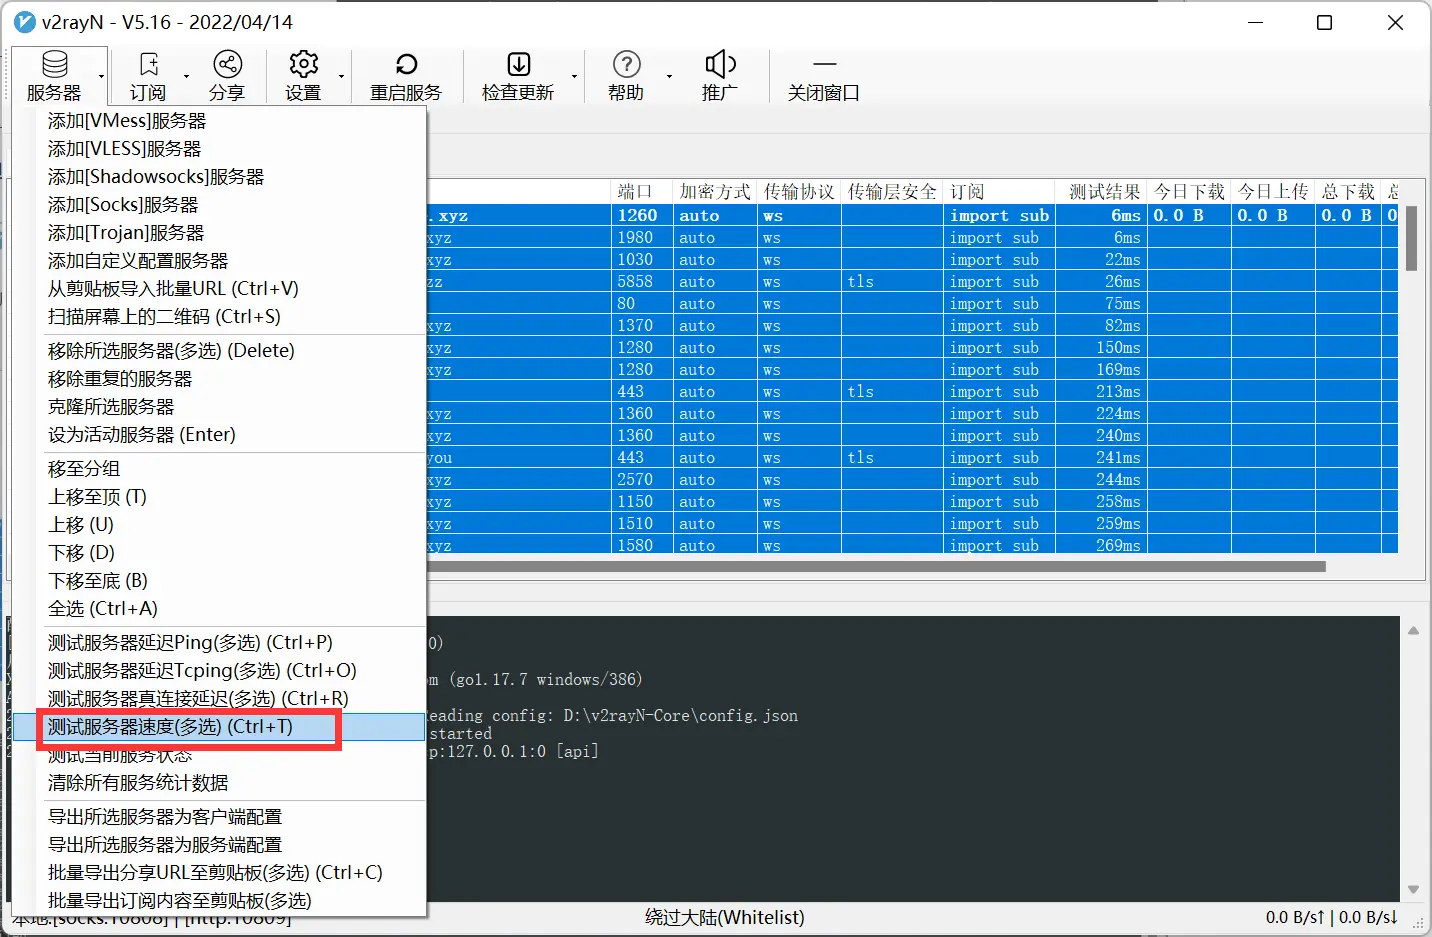 v2rayN - V5.16 - 2022/04/14
服务器 订阅 分享 设置 重启服务 检查更新 帮助 推广 关闭窗口
添加[VMess]服务器
添加[VLESS]服务器
添加[Shadowsocks]服务器
添加[Socks]服务器
添加[Trojan]服务器
添加自定义配置服务器
从剪贴板导入批量URL (Ctrl+V)
扫描屏幕上的二维码 (Ctrl+S)
移除所选服务器(多选) (Delete)
移除重复的服务器
克隆所选服务器
设为活动服务器 (Enter)
移至分组
上移至顶 (T)
上移 (U)
下移 (D)
下移至底 (B)
全选 (Ctrl+A)
测试服务器延迟Ping(多选) (Ctrl+P)
测试服务器延迟Tcping(多选) (Ctrl+O)
测试服务器真连接延迟(多选) (Ctrl+R)
测试服务器速度(多选) (Ctrl+T)
测试当前服务状态
清除所有服务统计数据
导出所选服务器为客户端配置
导出所选服务器为服务端配置
批量导出分享URL至剪贴板(多选) (Ctrl+C)
批量导出订阅内容至剪贴板(多选)
端口 加密方式 传输协议 传输层安全 订阅 测试结果 今日下载 今日上传 总下载
.xyz 1260 auto ws import sub 6ms 0.0 B 0.0 B 0.0 B 0
xyz 1980 auto ws import sub 6ms
xyz 1030 auto ws import sub 22ms
zz 5858 auto ws tls import sub 26ms
80 auto ws import sub 75ms
xyz 1370 auto ws import sub 82ms
xyz 1280 auto ws import sub 150ms
xyz 1280 auto ws import sub 169ms
443 auto ws tls import sub 213ms
xyz 1360 auto ws import sub 224ms
xyz 1360 auto ws import sub 240ms
you 443 auto ws tls import sub 241ms
xyz 2570 auto ws import sub 244ms
xyz 1150 auto ws import sub 258ms
xyz 1510 auto ws import sub 259ms
xyz 1580 auto ws import sub 269ms
0)
om (go1.17.7 windows/386)
eading config: D:\v2rayN-Core\config.json
started
p:127.0.0.1:0 [api]
本地:[socks:10808] | [http:10809] 绕过大陆(Whitelist) 0.0 B/s↑ | 0.0 B/s↓